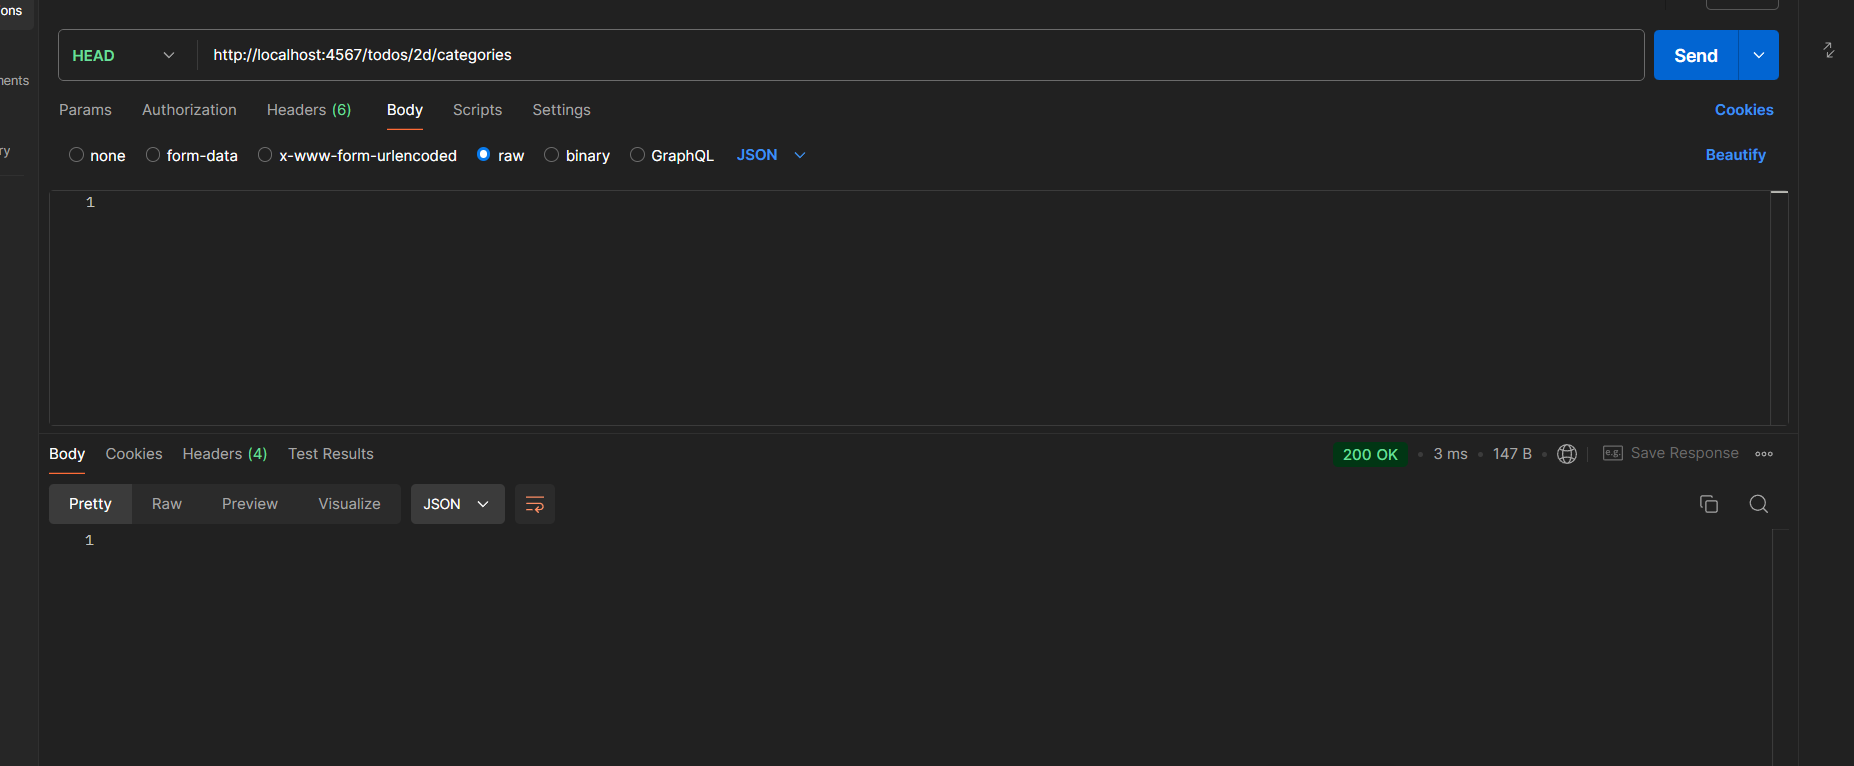 ons
HEAD http://localhost:4567/todos/2d/categories Send
nents
Params Authorization Headers (6) Body Scripts Settings Cookies
ry
none form-data x-www-form-urlencoded raw binary GraphQL JSON Beautify
1
Body Cookies Headers (4) Test Results 200 OK • 3 ms • 147 B • e.g. Save Response
Pretty Raw Preview Visualize JSON
1